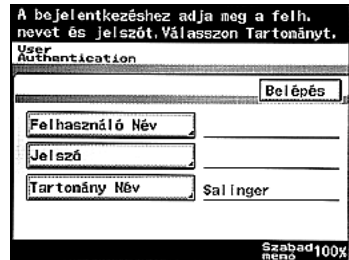 A bejelentkezéshez adja meg a felh.
nevet és jelszót.Válasszon Tartományt.
User
Authentication
Belépés
Felhasználó Név
Jelszó
Tartomány Név
Salinger
Szabad
menü
100%